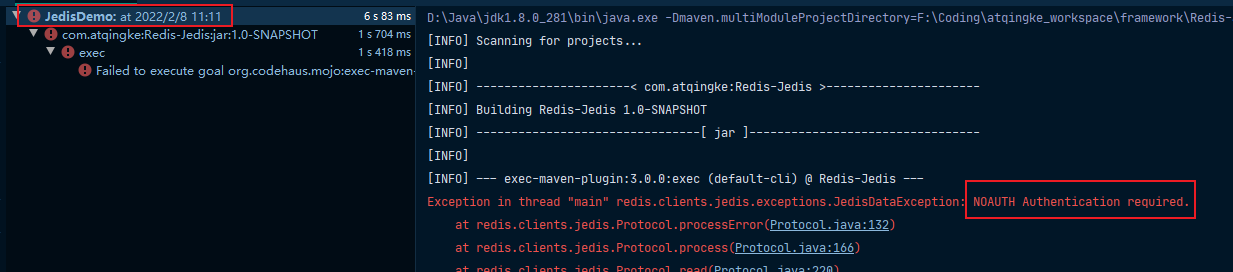 JedisDemo: at 2022/2/8 11:11 6 s 83 ms
com.atqingke:Redis-Jedis:jar:1.0-SNAPSHOT 1 s 704 ms
exec 1 s 418 ms
Failed to execute goal org.codehaus.mojo:exec-maven-
D:\Java\jdk1.8.0_281\bin\java.exe -Dmaven.multiModuleProjectDirectory=F:\Coding\atqingke_workspace\framework\Redis-
[INFO] Scanning for projects...
[INFO]
[INFO] ----------------------< com.atqingke:Redis-Jedis >----------------------
[INFO] Building Redis-Jedis 1.0-SNAPSHOT
[INFO] --------------------------------[ jar ]---------------------------------
[INFO]
[INFO] --- exec-maven-plugin:3.0.0:exec (default-cli) @ Redis-Jedis ---
Exception in thread "main" redis.clients.jedis.exceptions.JedisDataException: NOAUTH Authentication required.
at redis.clients.jedis.Protocol.processError(Protocol.java:132)
at redis.clients.jedis.Protocol.process(Protocol.java:166)
at redis.clients.jedis.Protocol.read(Protocol.java:220)